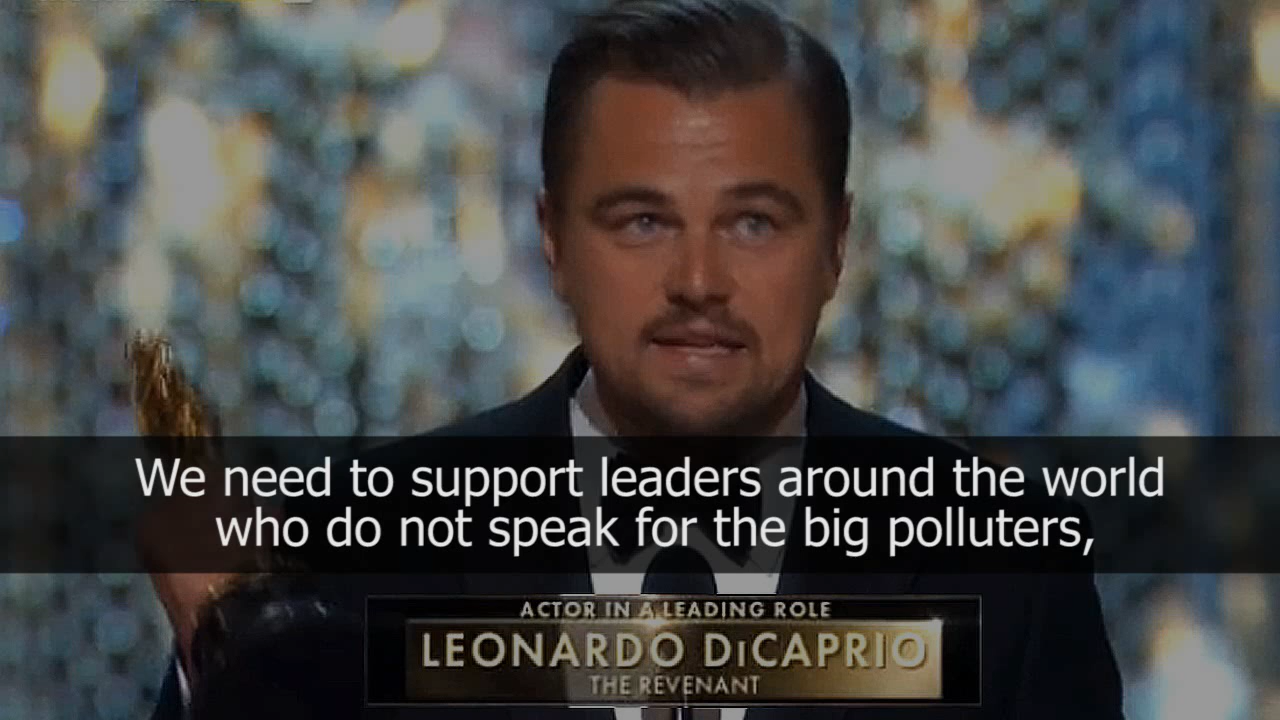 We need to support leaders around the world
who do not speak for the big polluters,
ACTOR IN A LEADING ROLE
LEONARDO DiCAPRIO
THE REVENANT